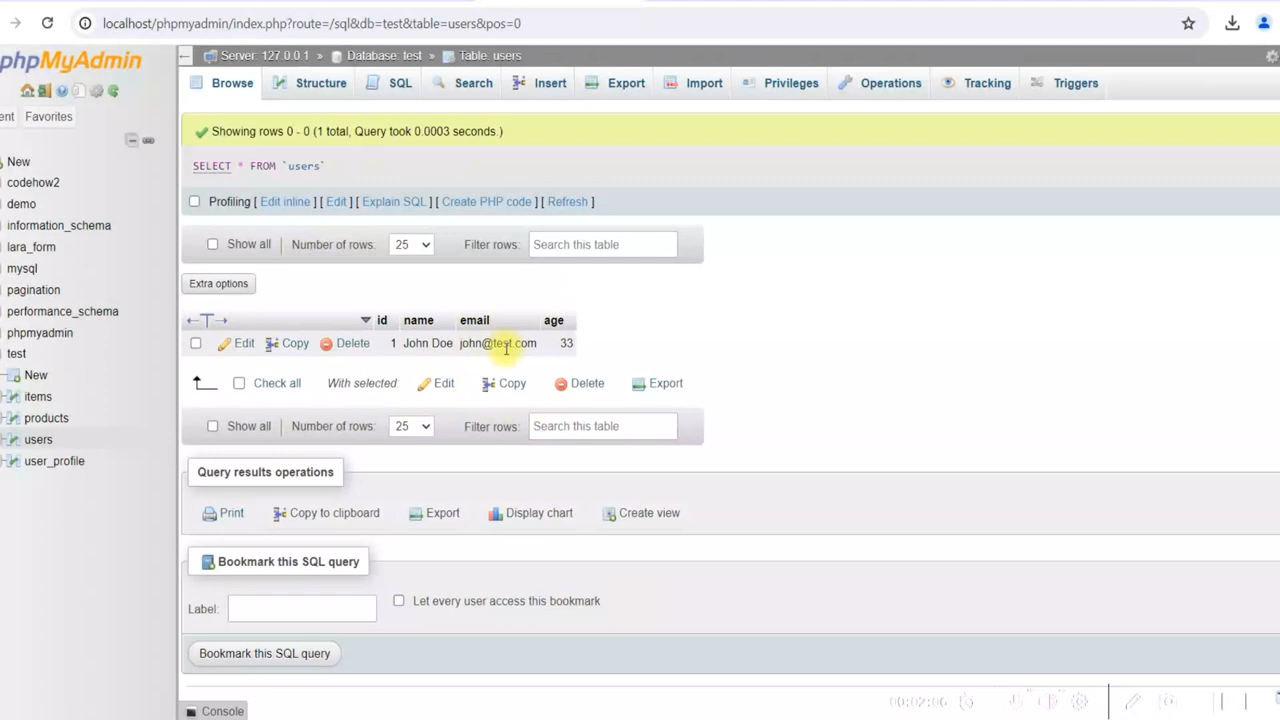 localhost/phpmyadmin/index.php?route=/sql&db=test&table=users&pos=0
phpMyAdmin
Favorites
New
codehow2
demo
information_schema
lara_form
mysql
pagination
performance_schema
phpmyadmin
test
New
items
products
users
user_profile
Server: 127.0.0.1 » Database: test » Table: users
Browse Structure SQL Search Insert Export Import Privileges Operations Tracking Triggers
Showing rows 0 - 0 (1 total, Query took 0.0003 seconds.)
SELECT * FROM `users`
Profiling [ Edit inline ] [ Edit ] [ Explain SQL ] [ Create PHP code ] [ Refresh ]
Show all Number of rows: 25 Filter rows: Search this table
Extra options
id name email age
Edit Copy Delete 1 John Doe john@test.com 33
Check all With selected: Edit Copy Delete Export
Show all Number of rows: 25 Filter rows: Search this table
Query results operations
Print Copy to clipboard Export Display chart Create view
Bookmark this SQL query
Label: Let every user access this bookmark
Bookmark this SQL query
Console
00:02:06